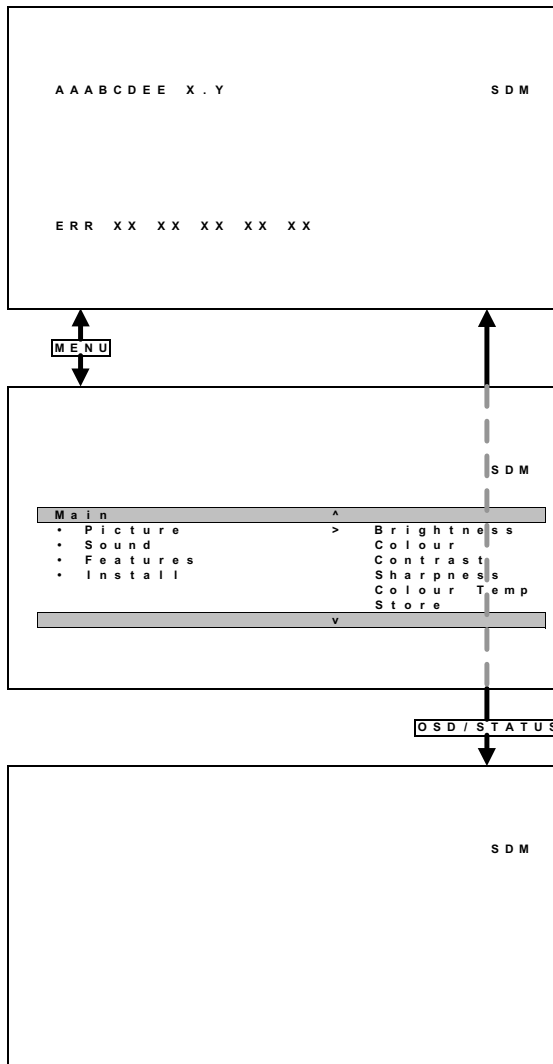 AAABCDEE X.Y SDM
ERR XX XX XX XX XX
MENU
SDM
Main ^
• Picture > Brightness
• Sound Colour
• Features Contrast
• Install Sharpness
Colour Temp
Store
v
OSD/STATUS
SDM